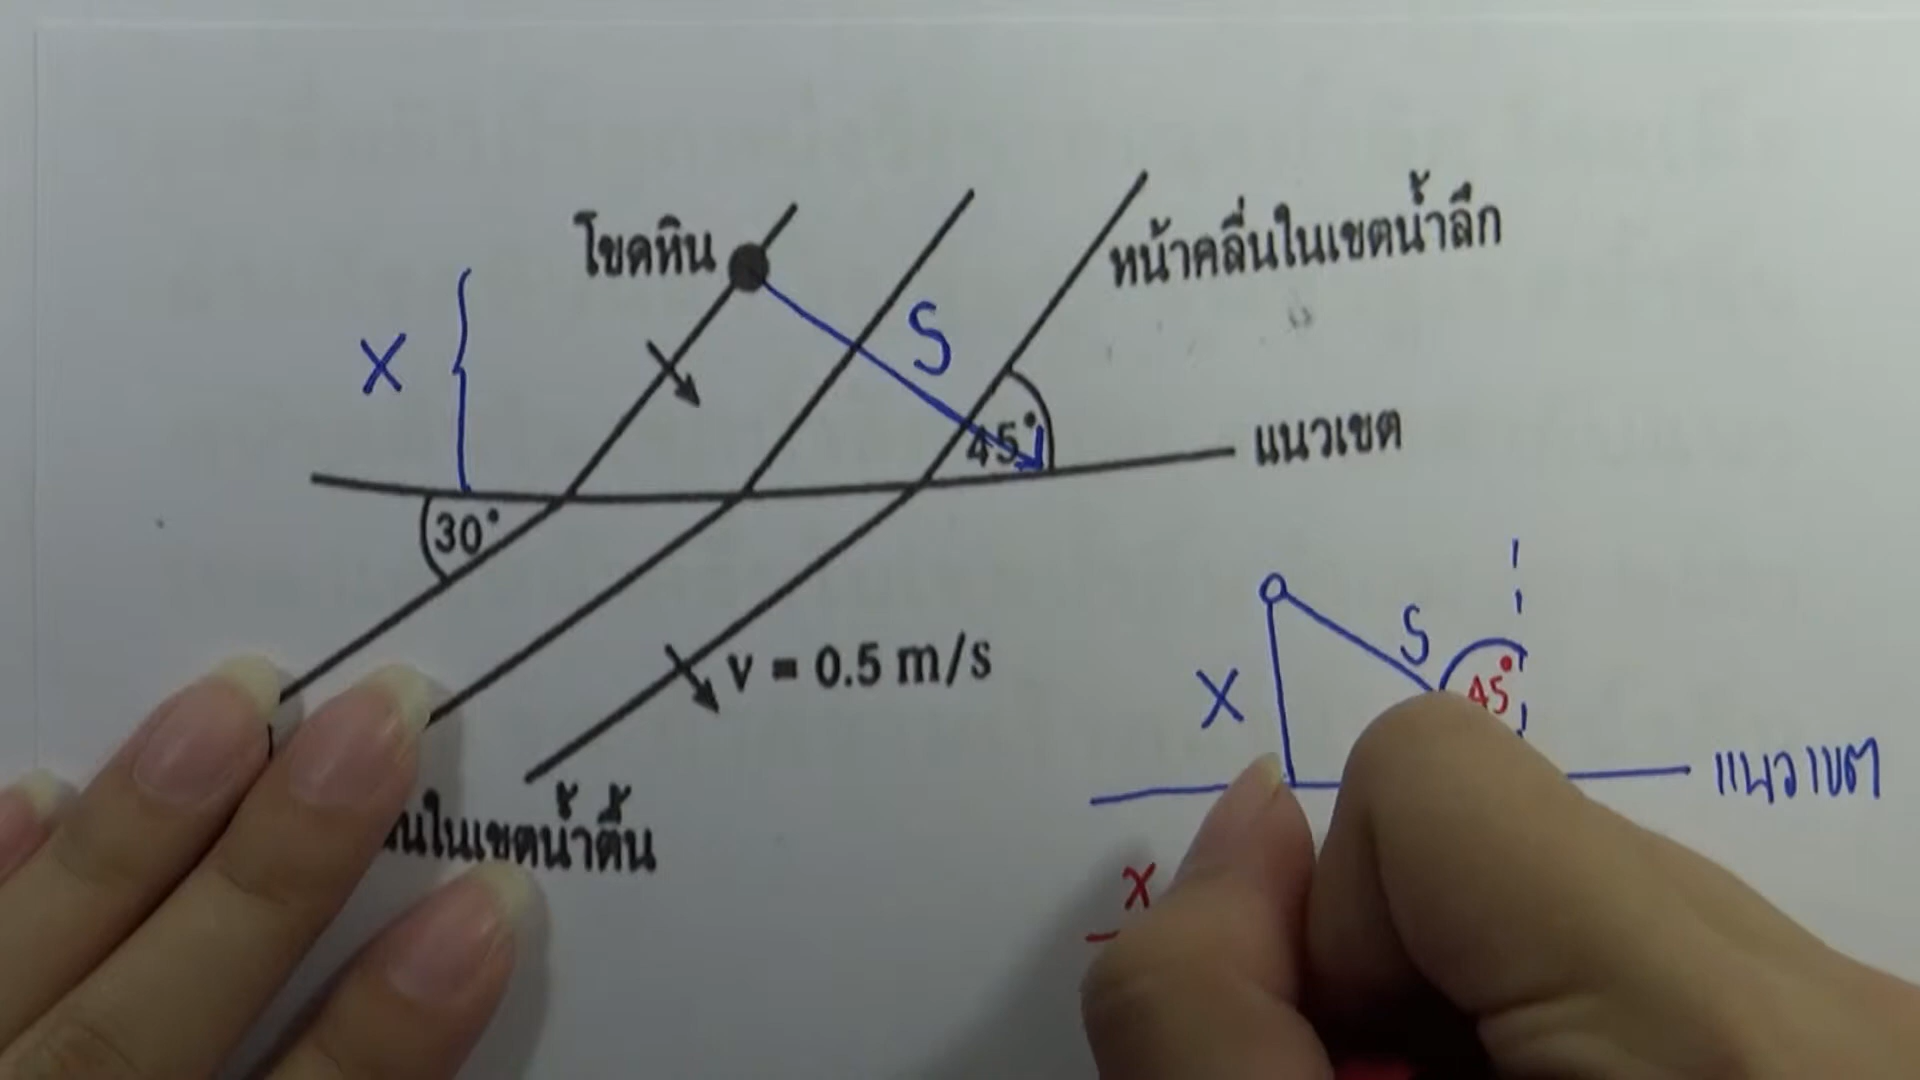 โขดหิน
หน้าคลื่นในเขตน้ำลึก
X
S
45°
แนวเขต
30°
v = 0.5 m/s
S
X
45°
แนวเขต
ในเขตน้ำตื้น
X